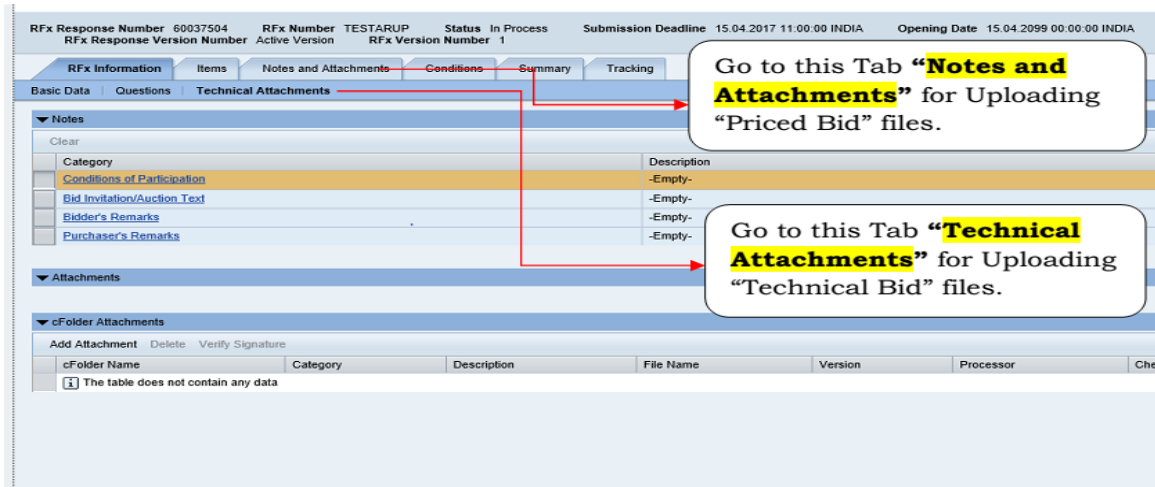 RFx Response Number 60037504 RFx Number TESTARUP Status In Process Submission Deadline 15.04.2017 11:00:00 INDIA Opening Date 15.04.2099 00:00:00 INDIA
RFx Response Version Number Active Version RFx Version Number 1
RFx Information Items Notes and Attachments Conditions Summary Tracking
Basic Data Questions Technical Attachments
Go to this Tab “Notes and
Attachments” for Uploading
“Priced Bid” files.
Notes
Clear
Category Description
Conditions of Participation -Empty-
Bid Invitation/Auction Text -Empty-
Bidder's Remarks -Empty-
Purchaser's Remarks -Empty-
Go to this Tab “Technical
Attachments” for Uploading
“Technical Bid” files.
Attachments
cFolder Attachments
Add Attachment Delete Verify Signature
cFolder Name Category Description File Name Version Processor Che
The table does not contain any data